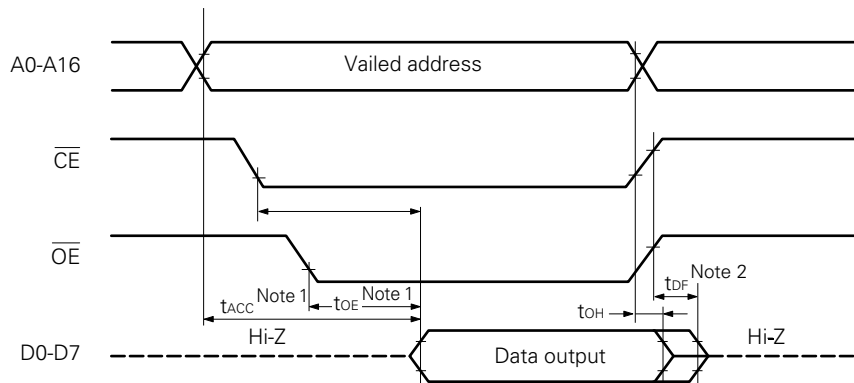 A0-A16
Vailed address
CE
OE
tACC Note 1
tOE Note 1
tDF Note 2
tOH
Hi-Z
Hi-Z
D0-D7
Data output